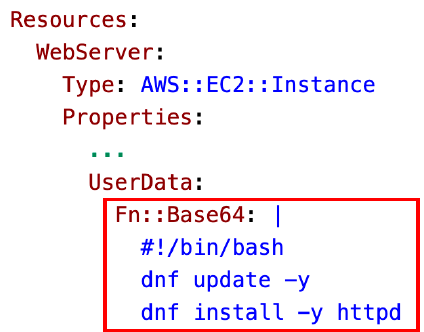 Resources:
  WebServer:
    Type: AWS::EC2::Instance
    Properties:
      ...
      UserData:
        Fn::Base64: |
          #!/bin/bash
          dnf update -y
          dnf install -y httpd